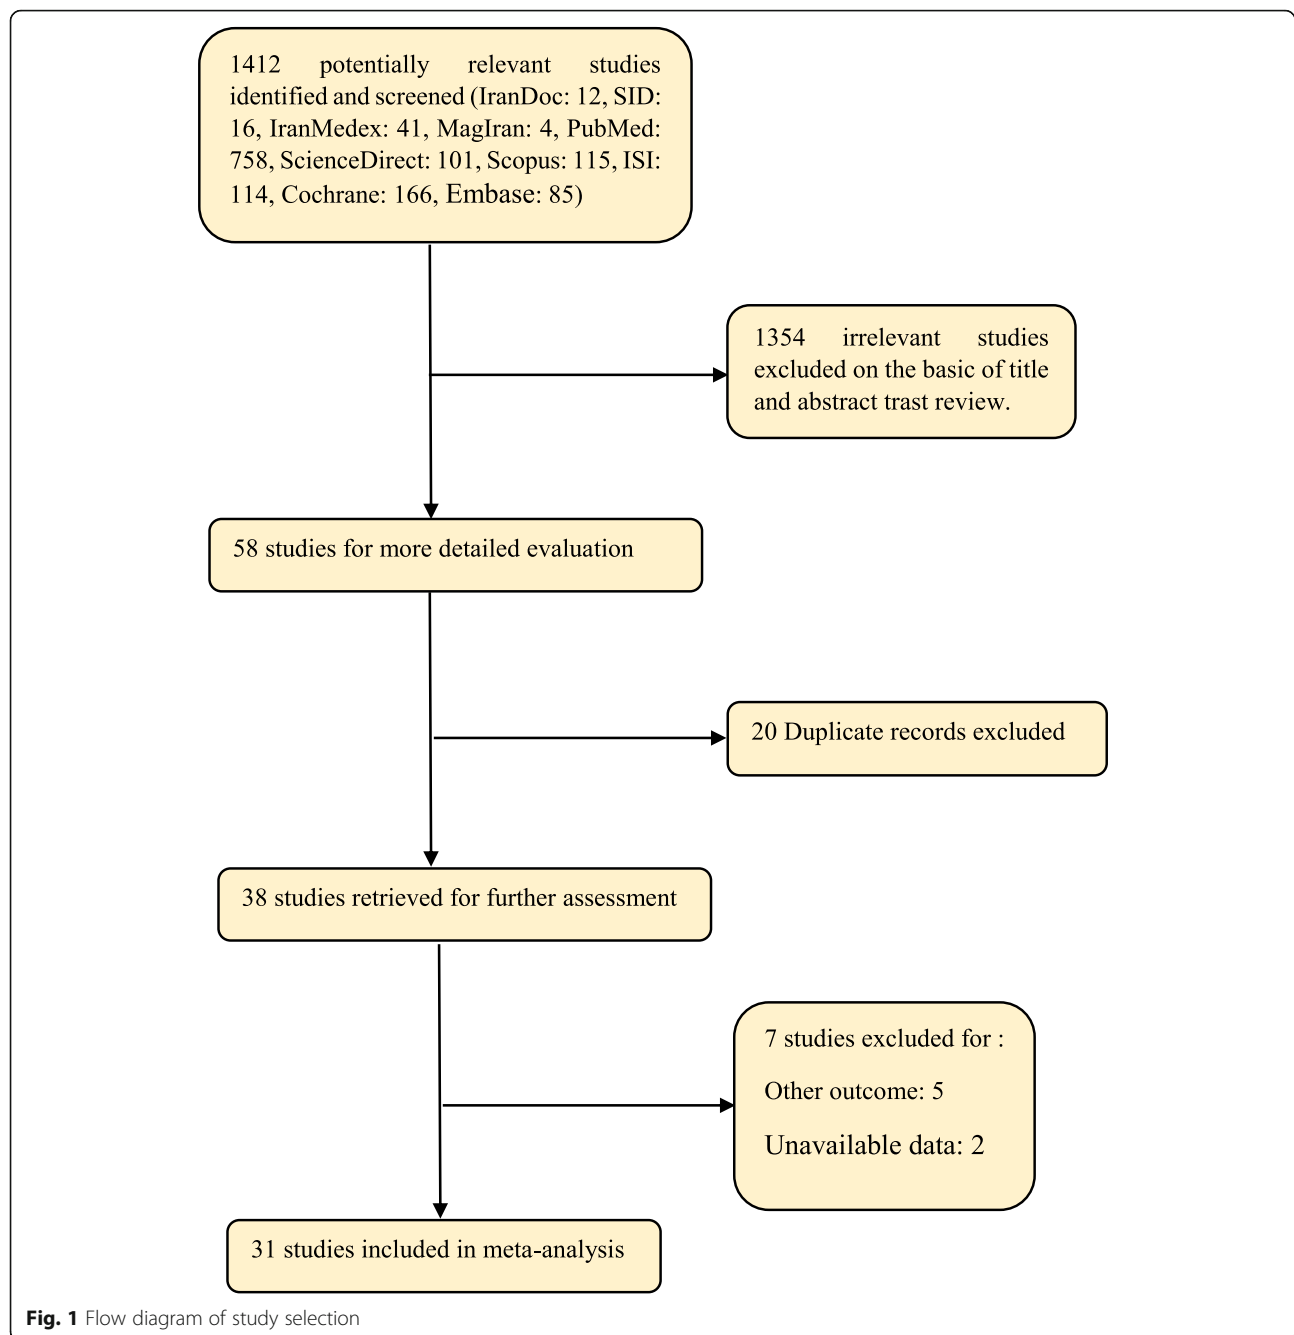 1412 potentially relevant studies
identified and screened (IranDoc: 12, SID:
16, IranMedex: 41, MagIran: 4, PubMed:
758, ScienceDirect: 101, Scopus: 115, ISI:
114, Cochrane: 166, Embase: 85)
1354 irrelevant studies
excluded on the basic of title
and abstract trast review.
58 studies for more detailed evaluation
20 Duplicate records excluded
38 studies retrieved for further assessment
7 studies excluded for :
Other outcome: 5
Unavailable data: 2
31 studies included in meta-analysis
Fig. 1 Flow diagram of study selection